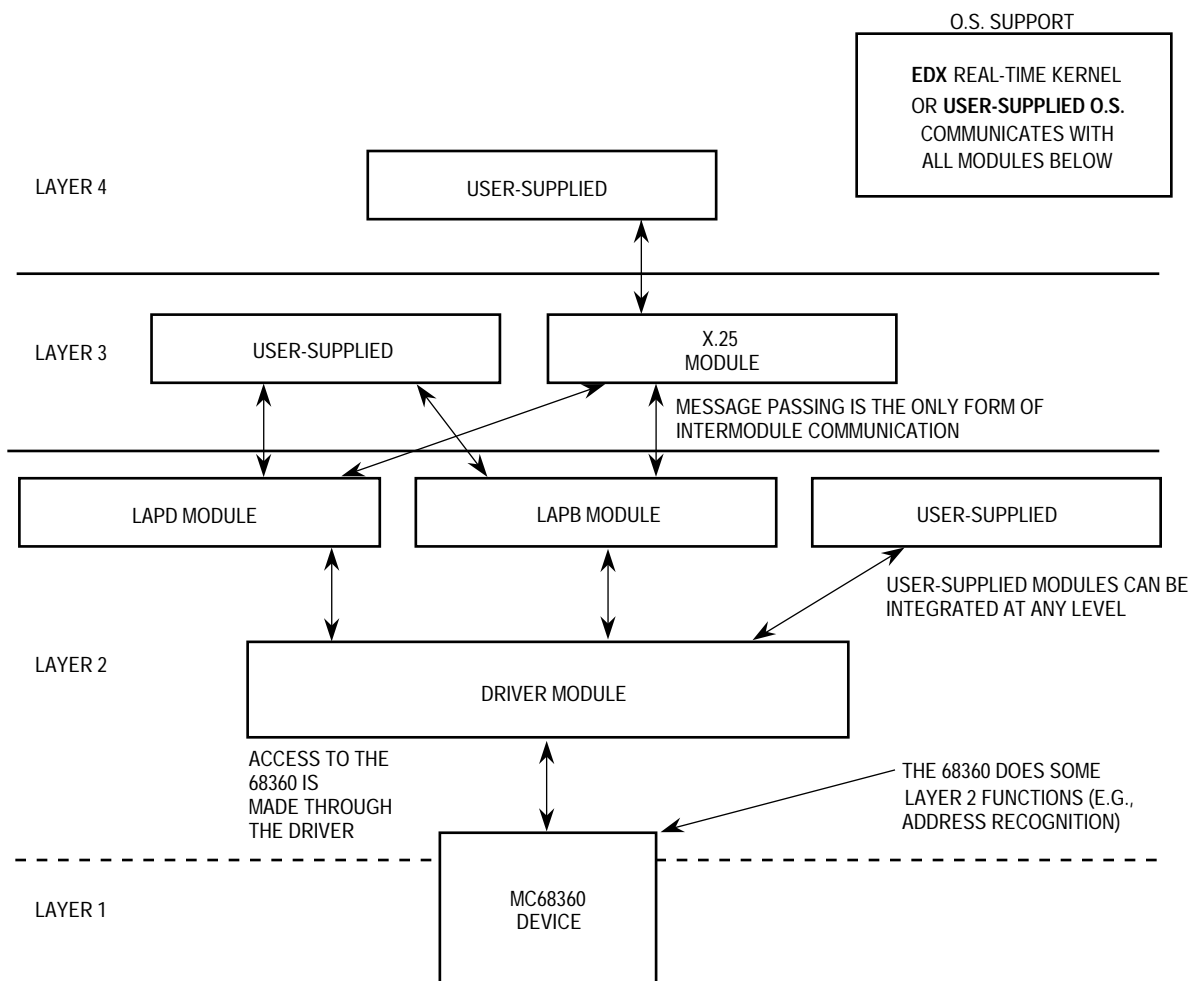 O.S. SUPPORT
EDX REAL-TIME KERNEL
OR USER-SUPPLIED O.S.
COMMUNICATES WITH
ALL MODULES BELOW
LAYER 4
USER-SUPPLIED
LAYER 3
USER-SUPPLIED
X.25
MODULE
MESSAGE PASSING IS THE ONLY FORM OF
INTERMODULE COMMUNICATION
LAPD MODULE
LAPB MODULE
USER-SUPPLIED
USER-SUPPLIED MODULES CAN BE
INTEGRATED AT ANY LEVEL
LAYER 2
DRIVER MODULE
ACCESS TO THE
68360 IS
MADE THROUGH
THE DRIVER
THE 68360 DOES SOME
LAYER 2 FUNCTIONS (E.G.,
ADDRESS RECOGNITION)
LAYER 1
MC68360
DEVICE